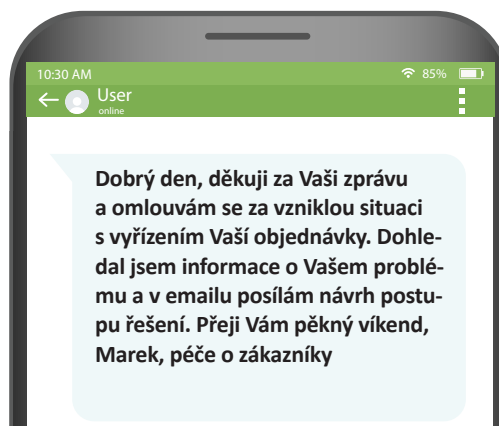 10:30 AM 85%
User
online
Dobrý den, děkuji za Vaši zprávu
a omlouvám se za vzniklou situaci
s vyřízením Vaší objednávky. Dohle-
dal jsem informace o Vašem problé-
mu a v emailu posílám návrh postu-
pu řešení. Přeji Vám pěkný víkend,
Marek, péče o zákazníky